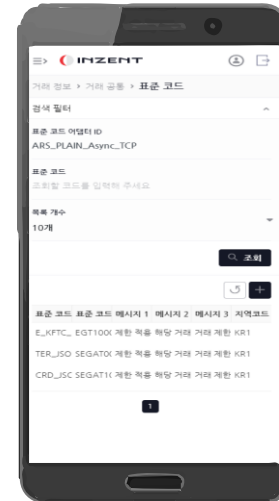 INZENT
거래 정보 > 거래 공통 > 표준 코드
검색 필터
표준 코드 어댑터 ID
ARS_PLAIN_Async_TCP
표준 코드
조회할 코드를 입력해 주세요
목록 개수
10개
조회
표준 코드 표준 코드 메시지 1 메시지 2 메시지 3 지역코드
E_KFTC_ EGT100( 제한 적용 해당 거래 거래 제한 KR1
TER_JSO SEGAT0( 제한 적용 해당 거래 거래 제한 KR1
CRD_JSC SEGAT1( 제한 적용 해당 거래 거래 제한 KR1
1